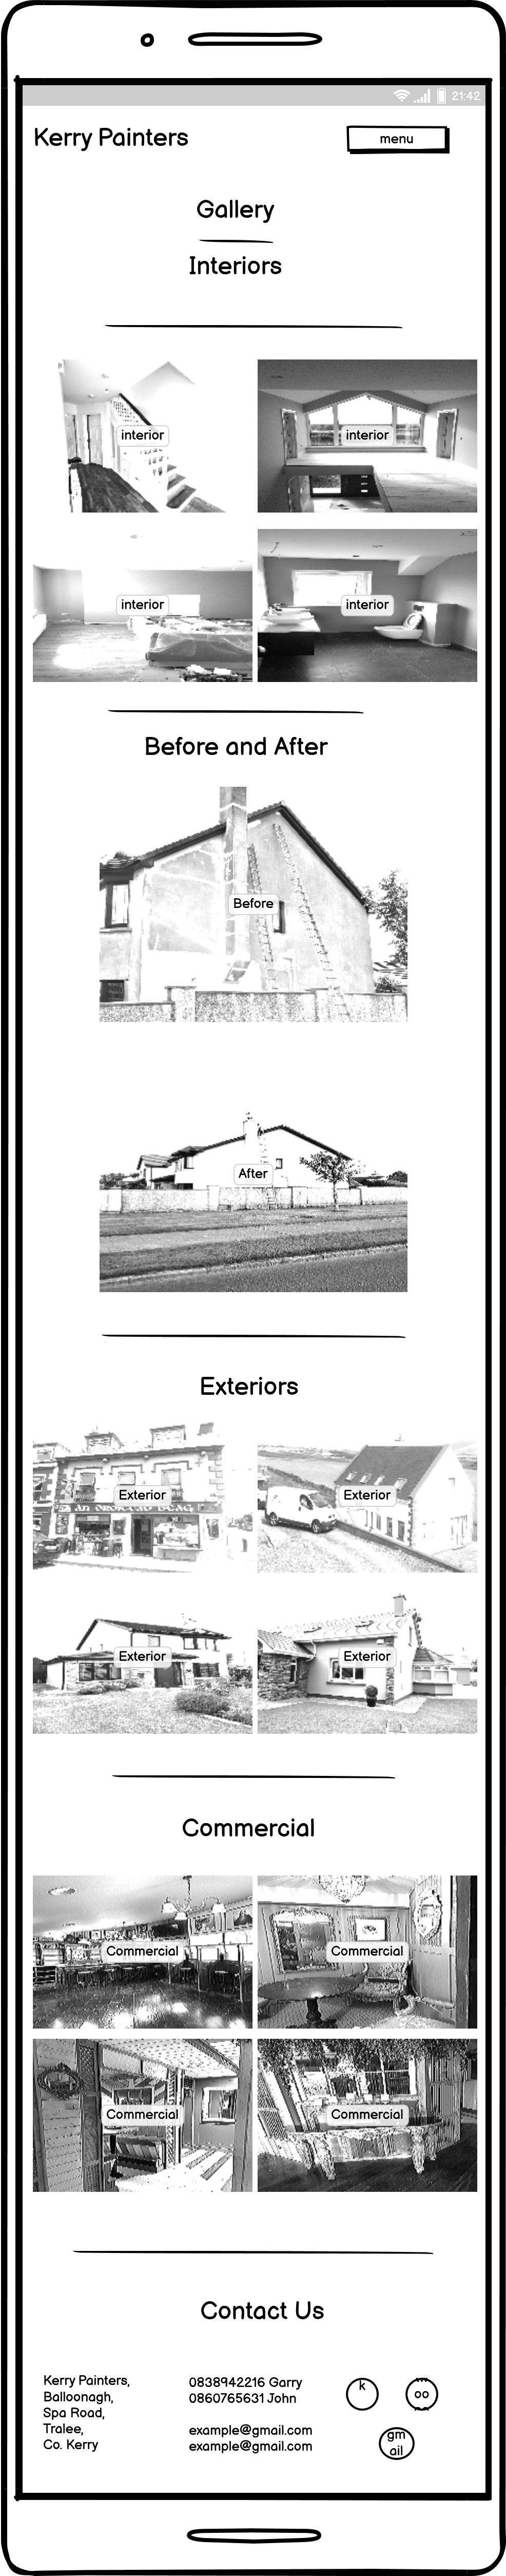 21:42
Kerry Painters
menu
Gallery
Interiors
interior
interior
interior
interior
Before and After
Before
After
Exteriors
Exterior
Exterior
Exterior
Exterior
Commercial
Commercial
Commercial
Commercial
Commercial
Contact Us
Kerry Painters,
Balloonagh,
Spa Road,
Tralee,
Co. Kerry
0838942216 Garry
0860765631 John
example@gmail.com
example@gmail.com
k
oo
gm
ail